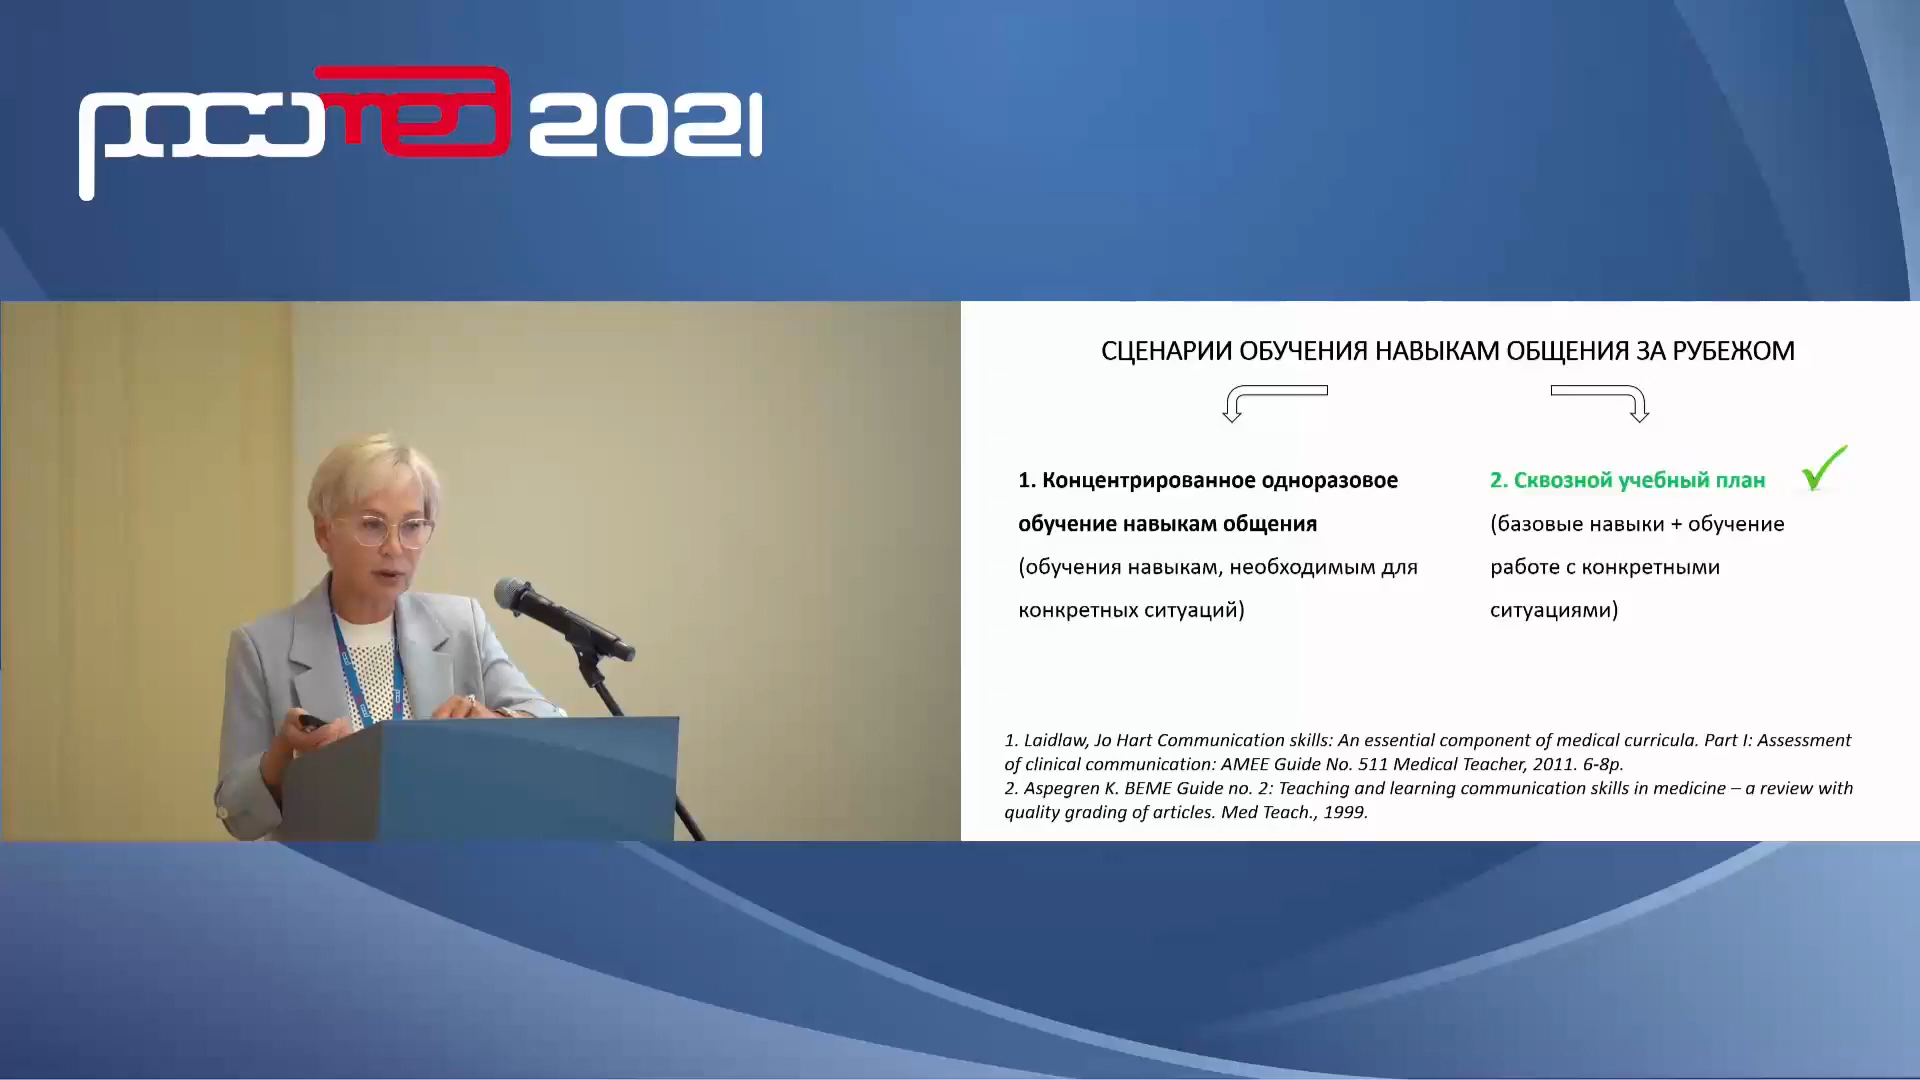 росомед 2021
СЦЕНАРИИ ОБУЧЕНИЯ НАВЫКАМ ОБЩЕНИЯ ЗА РУБЕЖОМ
1. Концентрированное одноразовое
обучение навыкам общения
(обучения навыкам, необходимым для
конкретных ситуаций)
2. Сквозной учебный план
(базовые навыки + обучение
работе с конкретными
ситуациями)
1. Laidlaw, Jo Hart Communication skills: An essential component of medical curricula. Part I: Assessment
of clinical communication: AMEE Guide No. 511 Medical Teacher, 2011. 6-8p.
2. Aspegren K. BEME Guide no. 2: Teaching and learning communication skills in medicine – a review with
quality grading of articles. Med Teach., 1999.